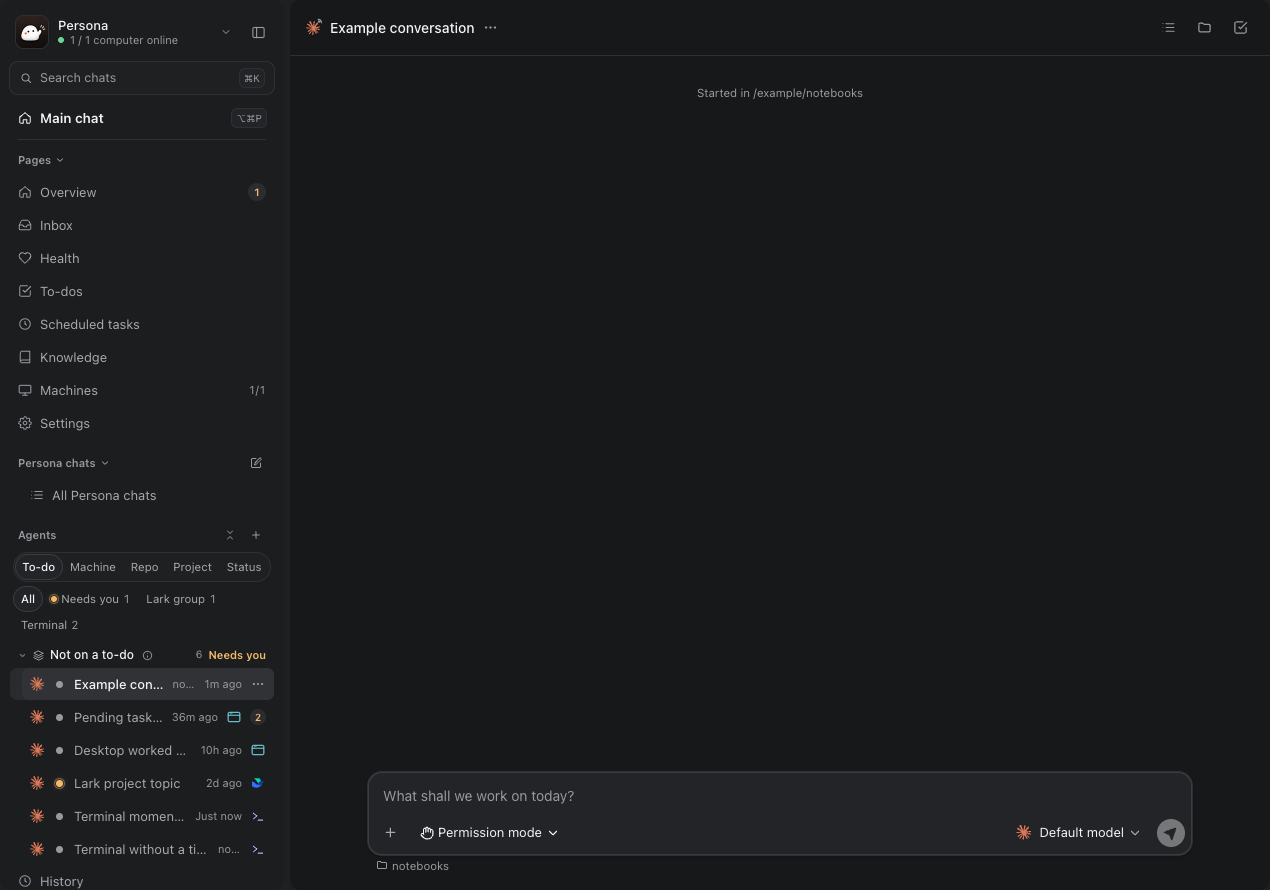 Persona
1 / 1 computer online
Search chats
⌘K
Main chat
⌥⌘P
Pages
Overview
1
Inbox
Health
To-dos
Scheduled tasks
Knowledge
Machines
1/1
Settings
Persona chats
All Persona chats
Agents
To-do Machine Repo Project Status
All Needs you 1 Lark group 1
Terminal 2
Not on a to-do 6 Needs you
Example con... no... 1m ago
Pending task... 36m ago 2
Desktop worked ... 10h ago
Lark project topic 2d ago
Terminal momen... Just now
Terminal without a ti... no...
History
Example conversation
Started in /example/notebooks
What shall we work on today?
Permission mode
Default model
notebooks